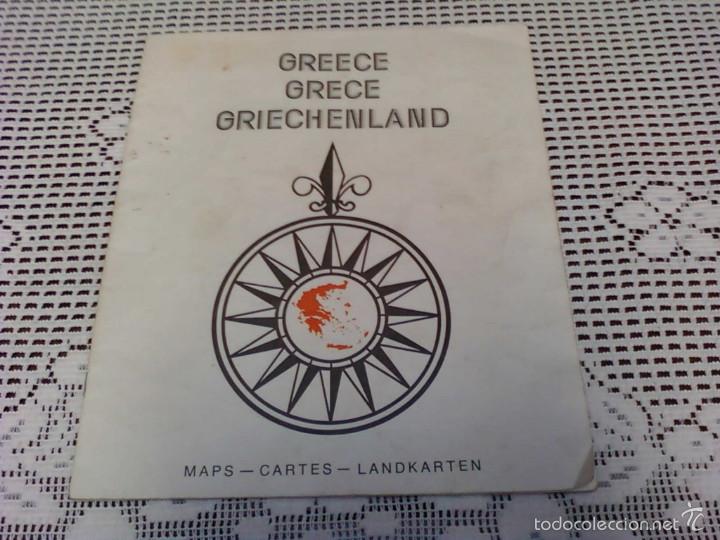 GREECE
GRECE
GRIECHENLAND
MAPS — CARTES — LANDKARTEN
todocoleccion.net